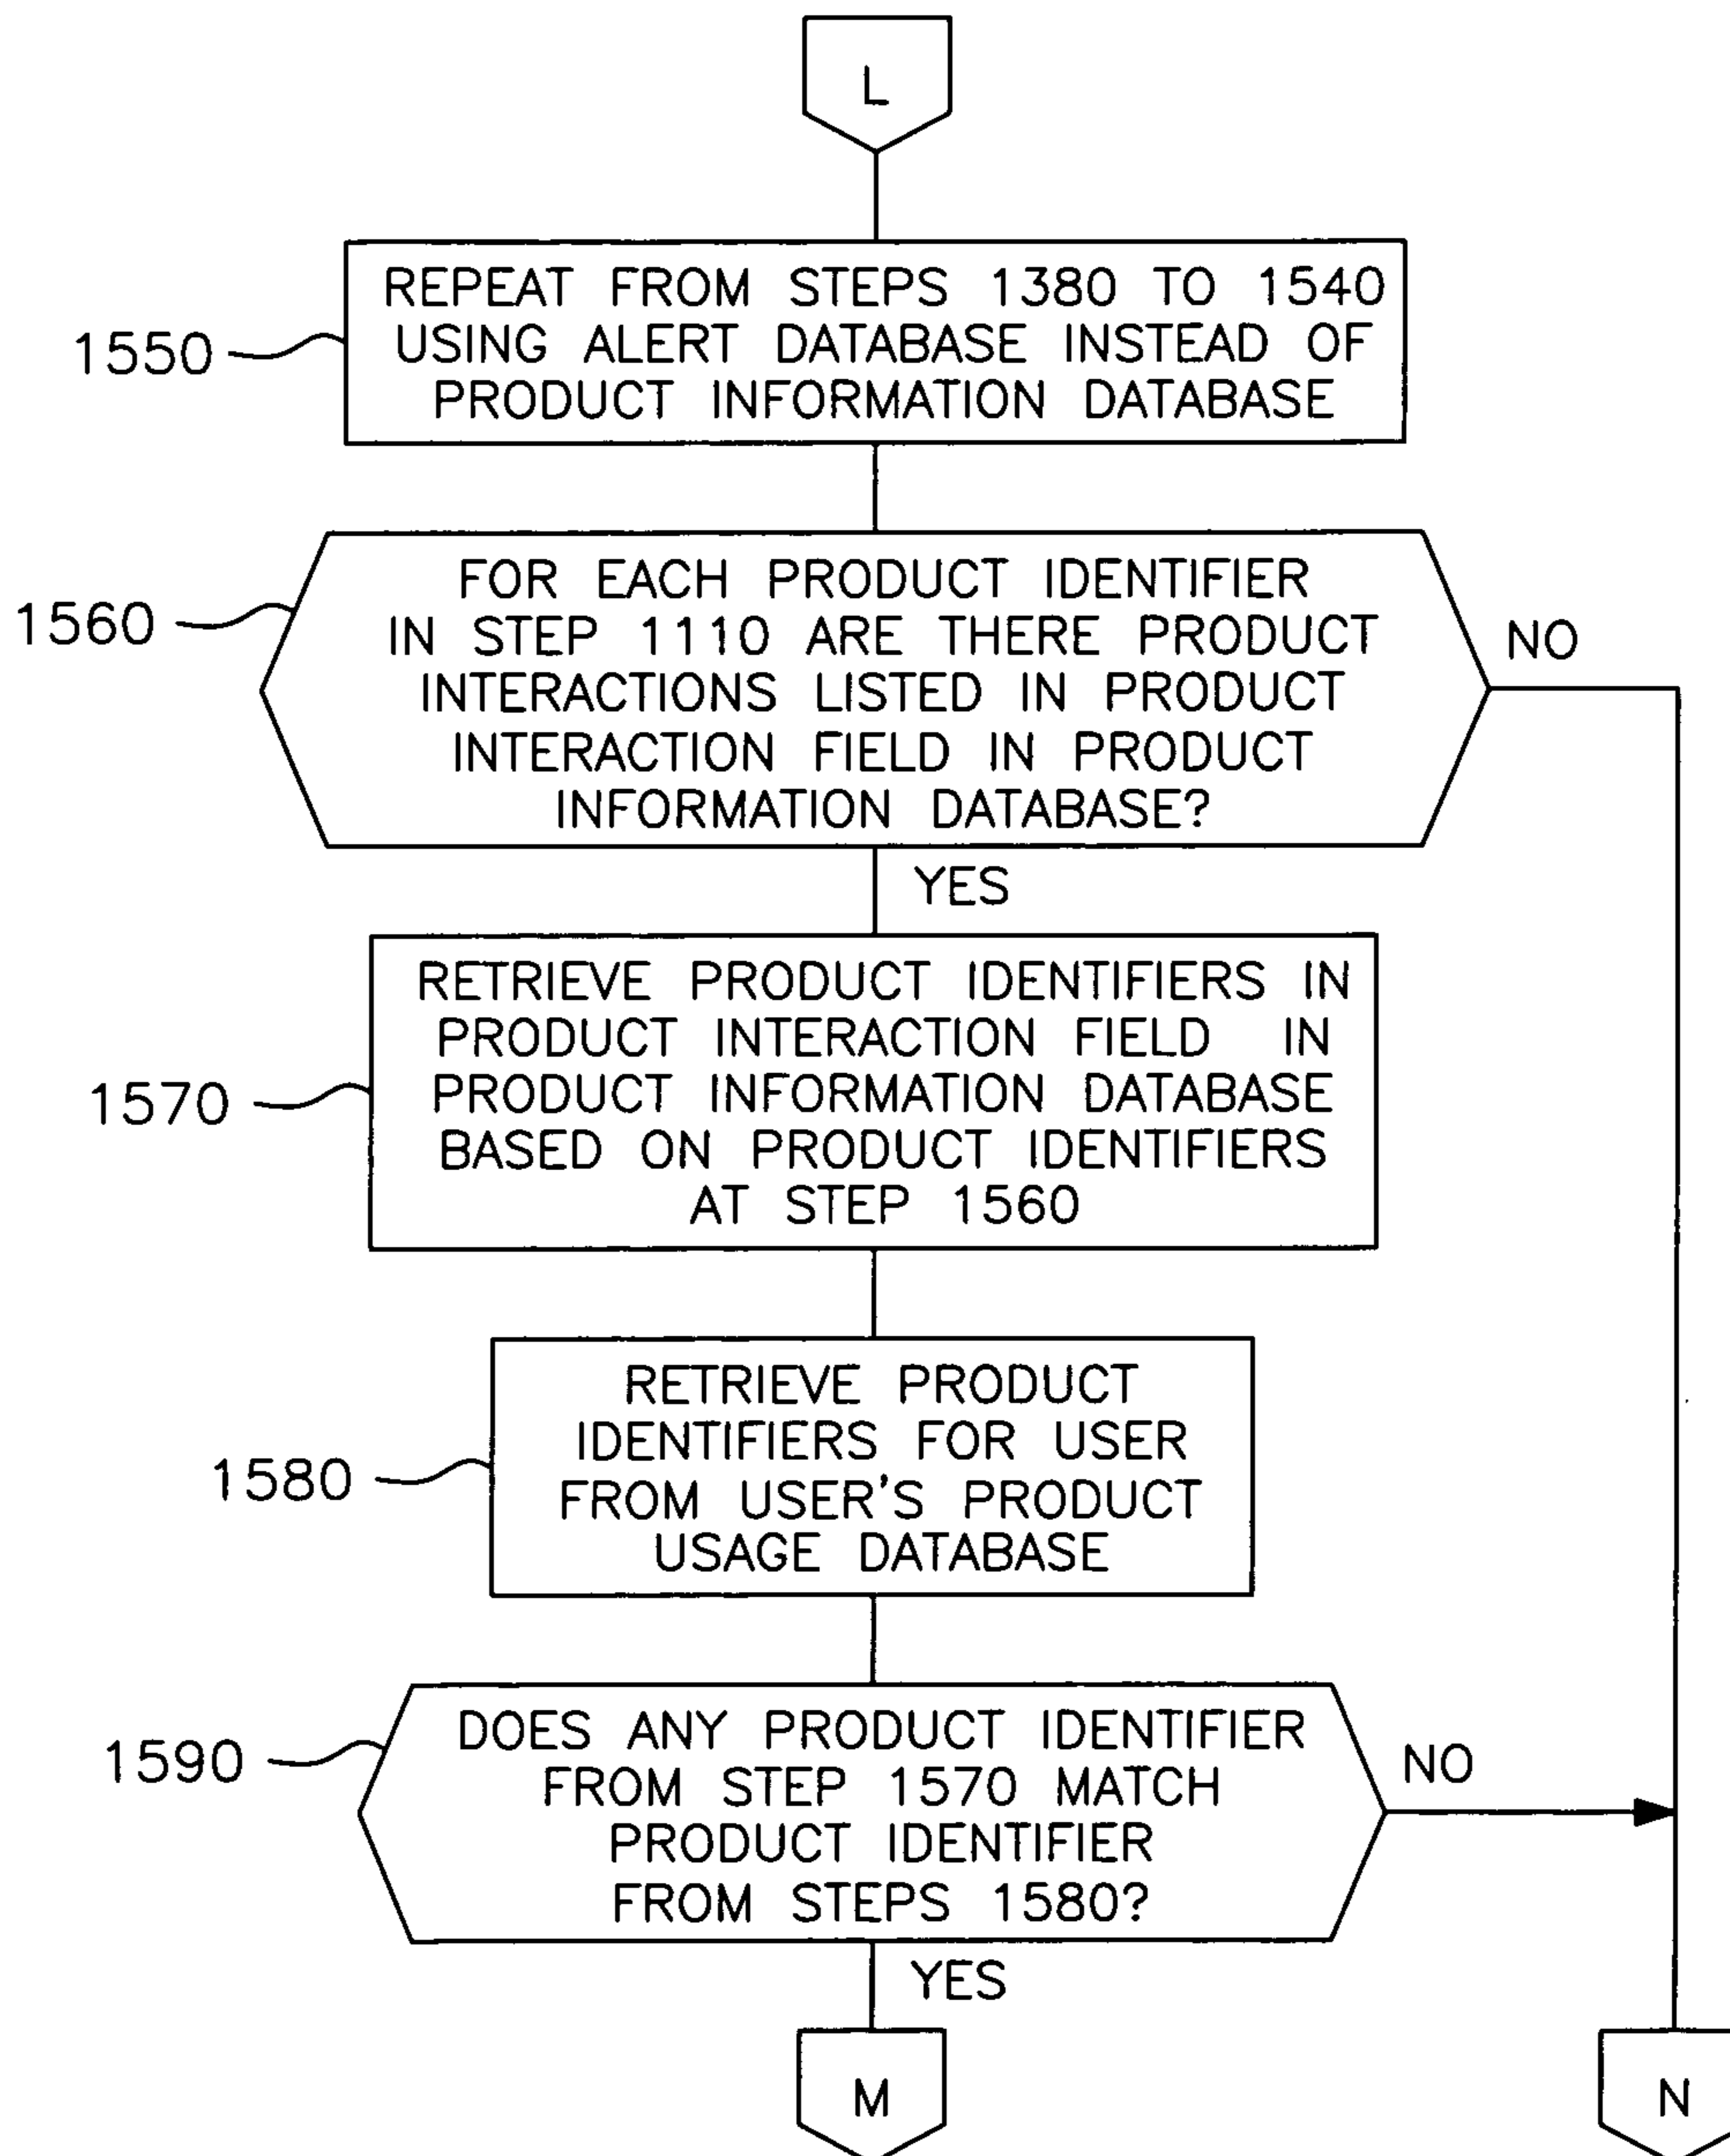 L
1550
REPEAT FROM STEPS 1380 TO 1540
USING ALERT DATABASE INSTEAD OF
PRODUCT INFORMATION DATABASE
1560
FOR EACH PRODUCT IDENTIFIER
IN STEP 1110 ARE THERE PRODUCT
INTERACTIONS LISTED IN PRODUCT
INTERACTION FIELD IN PRODUCT
INFORMATION DATABASE?
NO
YES
1570
RETRIEVE PRODUCT IDENTIFIERS IN
PRODUCT INTERACTION FIELD IN
PRODUCT INFORMATION DATABASE
BASED ON PRODUCT IDENTIFIERS
AT STEP 1560
1580
RETRIEVE PRODUCT
IDENTIFIERS FOR USER
FROM USER'S PRODUCT
USAGE DATABASE
1590
DOES ANY PRODUCT IDENTIFIER
FROM STEP 1570 MATCH
PRODUCT IDENTIFIER
FROM STEPS 1580?
NO
YES
M
N